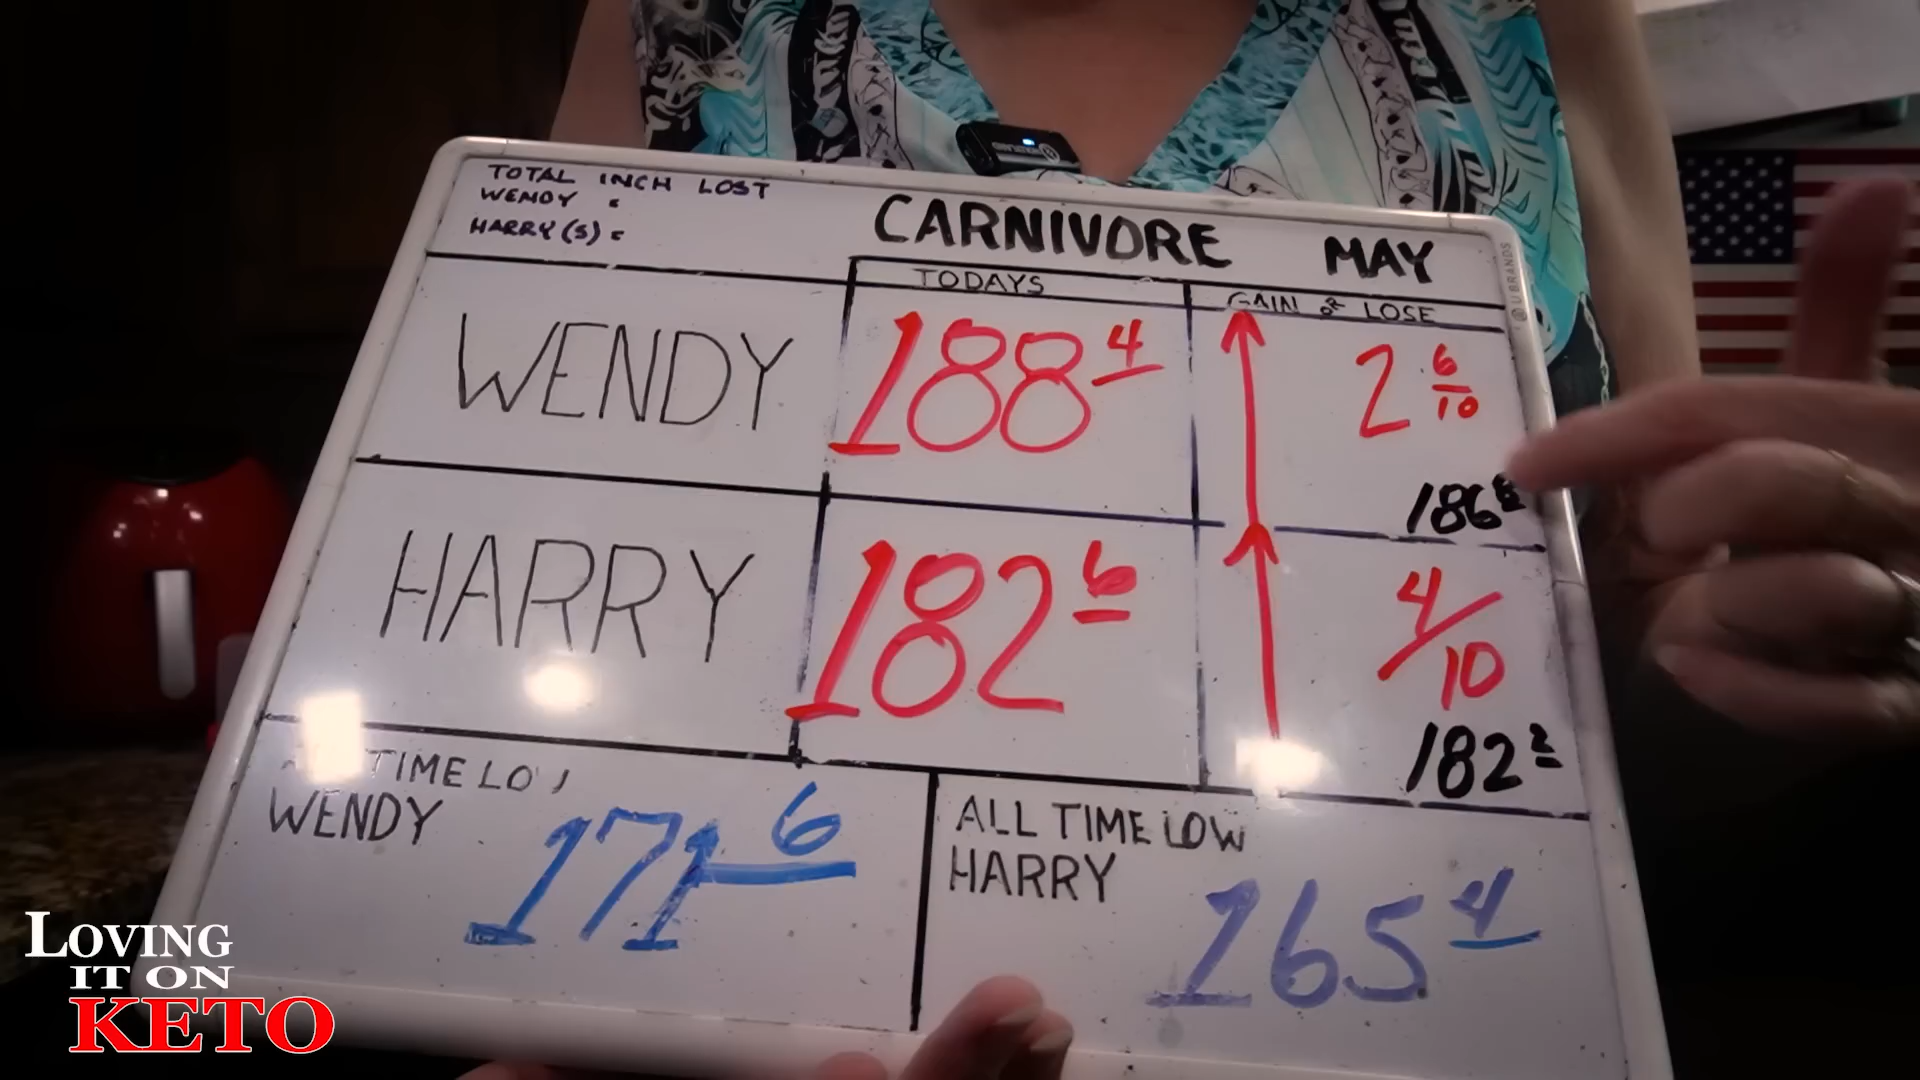 TOTAL INCH LOST
WENDY =
HARRY(S) =
CARNIVORE MAY
TODAYS
GAIN OR LOSE
WENDY 188 4 2 6/10
186
HARRY 182 6 4/10
182 2
TIME LOW
WENDY 171 6
ALL TIME LOW
HARRY 165 4
U BRANDS
LOVING
IT ON
KETO